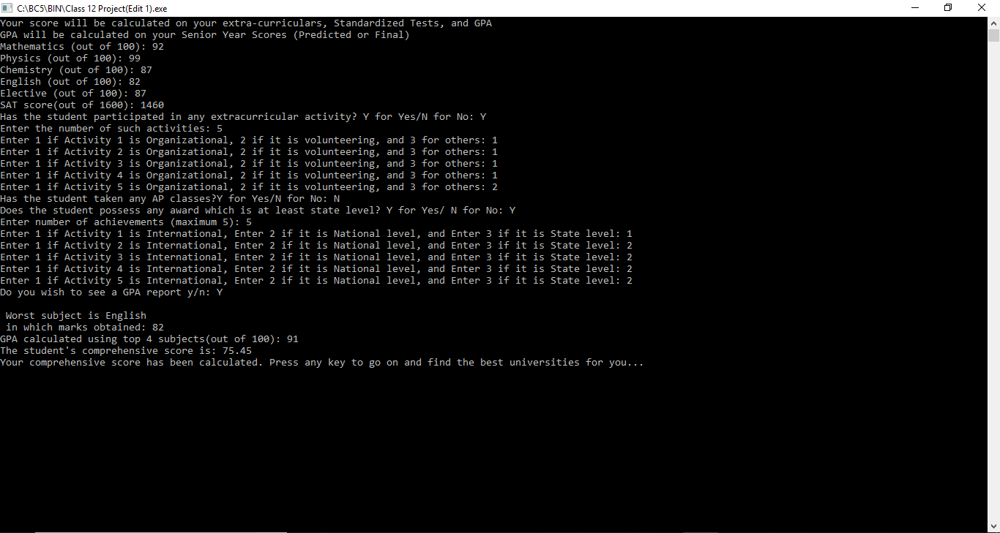 C:\BC5\BIN\Class 12 Project(Edit 1).exe
Your score will be calculated on your extra-curriculars, Standardized Tests, and GPA
GPA will be calculated on your Senior Year Scores (Predicted or Final)
Mathematics (out of 100): 92
Physics (out of 100): 99
Chemistry (out of 100): 87
English (out of 100): 82
Elective (out of 100): 87
SAT score(out of 1600): 1460
Has the student participated in any extracurricular activity? Y for Yes/N for No: Y
Enter the number of such activities: 5
Enter 1 if Activity 1 is Organizational, 2 if it is volunteering, and 3 for others: 1
Enter 1 if Activity 2 is Organizational, 2 if it is volunteering, and 3 for others: 1
Enter 1 if Activity 3 is Organizational, 2 if it is volunteering, and 3 for others: 1
Enter 1 if Activity 4 is Organizational, 2 if it is volunteering, and 3 for others: 1
Enter 1 if Activity 5 is Organizational, 2 if it is volunteering, and 3 for others: 2
Has the student taken any AP classes?Y for Yes/N for No: N
Does the student possess any award which is at least state level? Y for Yes/ N for No: Y
Enter number of achievements (maximum 5): 5
Enter 1 if Activity 1 is International, Enter 2 if it is National level, and Enter 3 if it is State level: 1
Enter 1 if Activity 2 is International, Enter 2 if it is National level, and Enter 3 if it is State level: 2
Enter 1 if Activity 3 is International, Enter 2 if it is National level, and Enter 3 if it is State level: 2
Enter 1 if Activity 4 is International, Enter 2 if it is National level, and Enter 3 if it is State level: 2
Enter 1 if Activity 5 is International, Enter 2 if it is National level, and Enter 3 if it is State level: 2
Do you wish to see a GPA report y/n: Y
Worst subject is English
in which marks obtained: 82
GPA calculated using top 4 subjects(out of 100): 91
The student's comprehensive score is: 75.45
Your comprehensive score has been calculated. Press any key to go on and find the best universities for you...